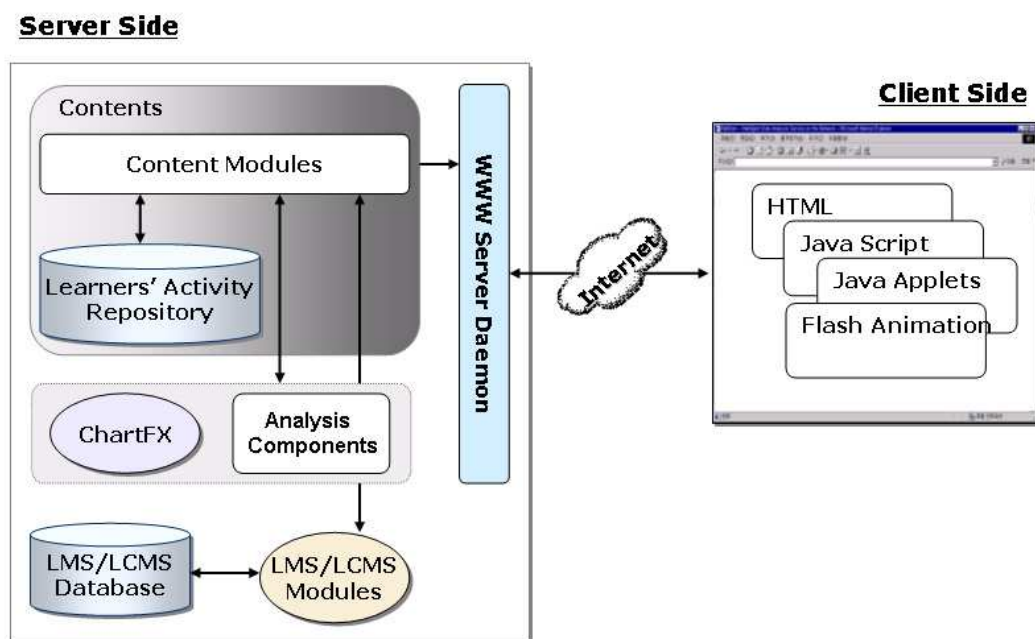 Server Side
Contents
Content Modules
Learners' Activity
Repository
ChartFX
Analysis
Components
LMS/LCMS
Database
LMS/LCMS
Modules
WWW Server Daemon
Internet
Client Side
HTML
Java Script
Java Applets
Flash Animation